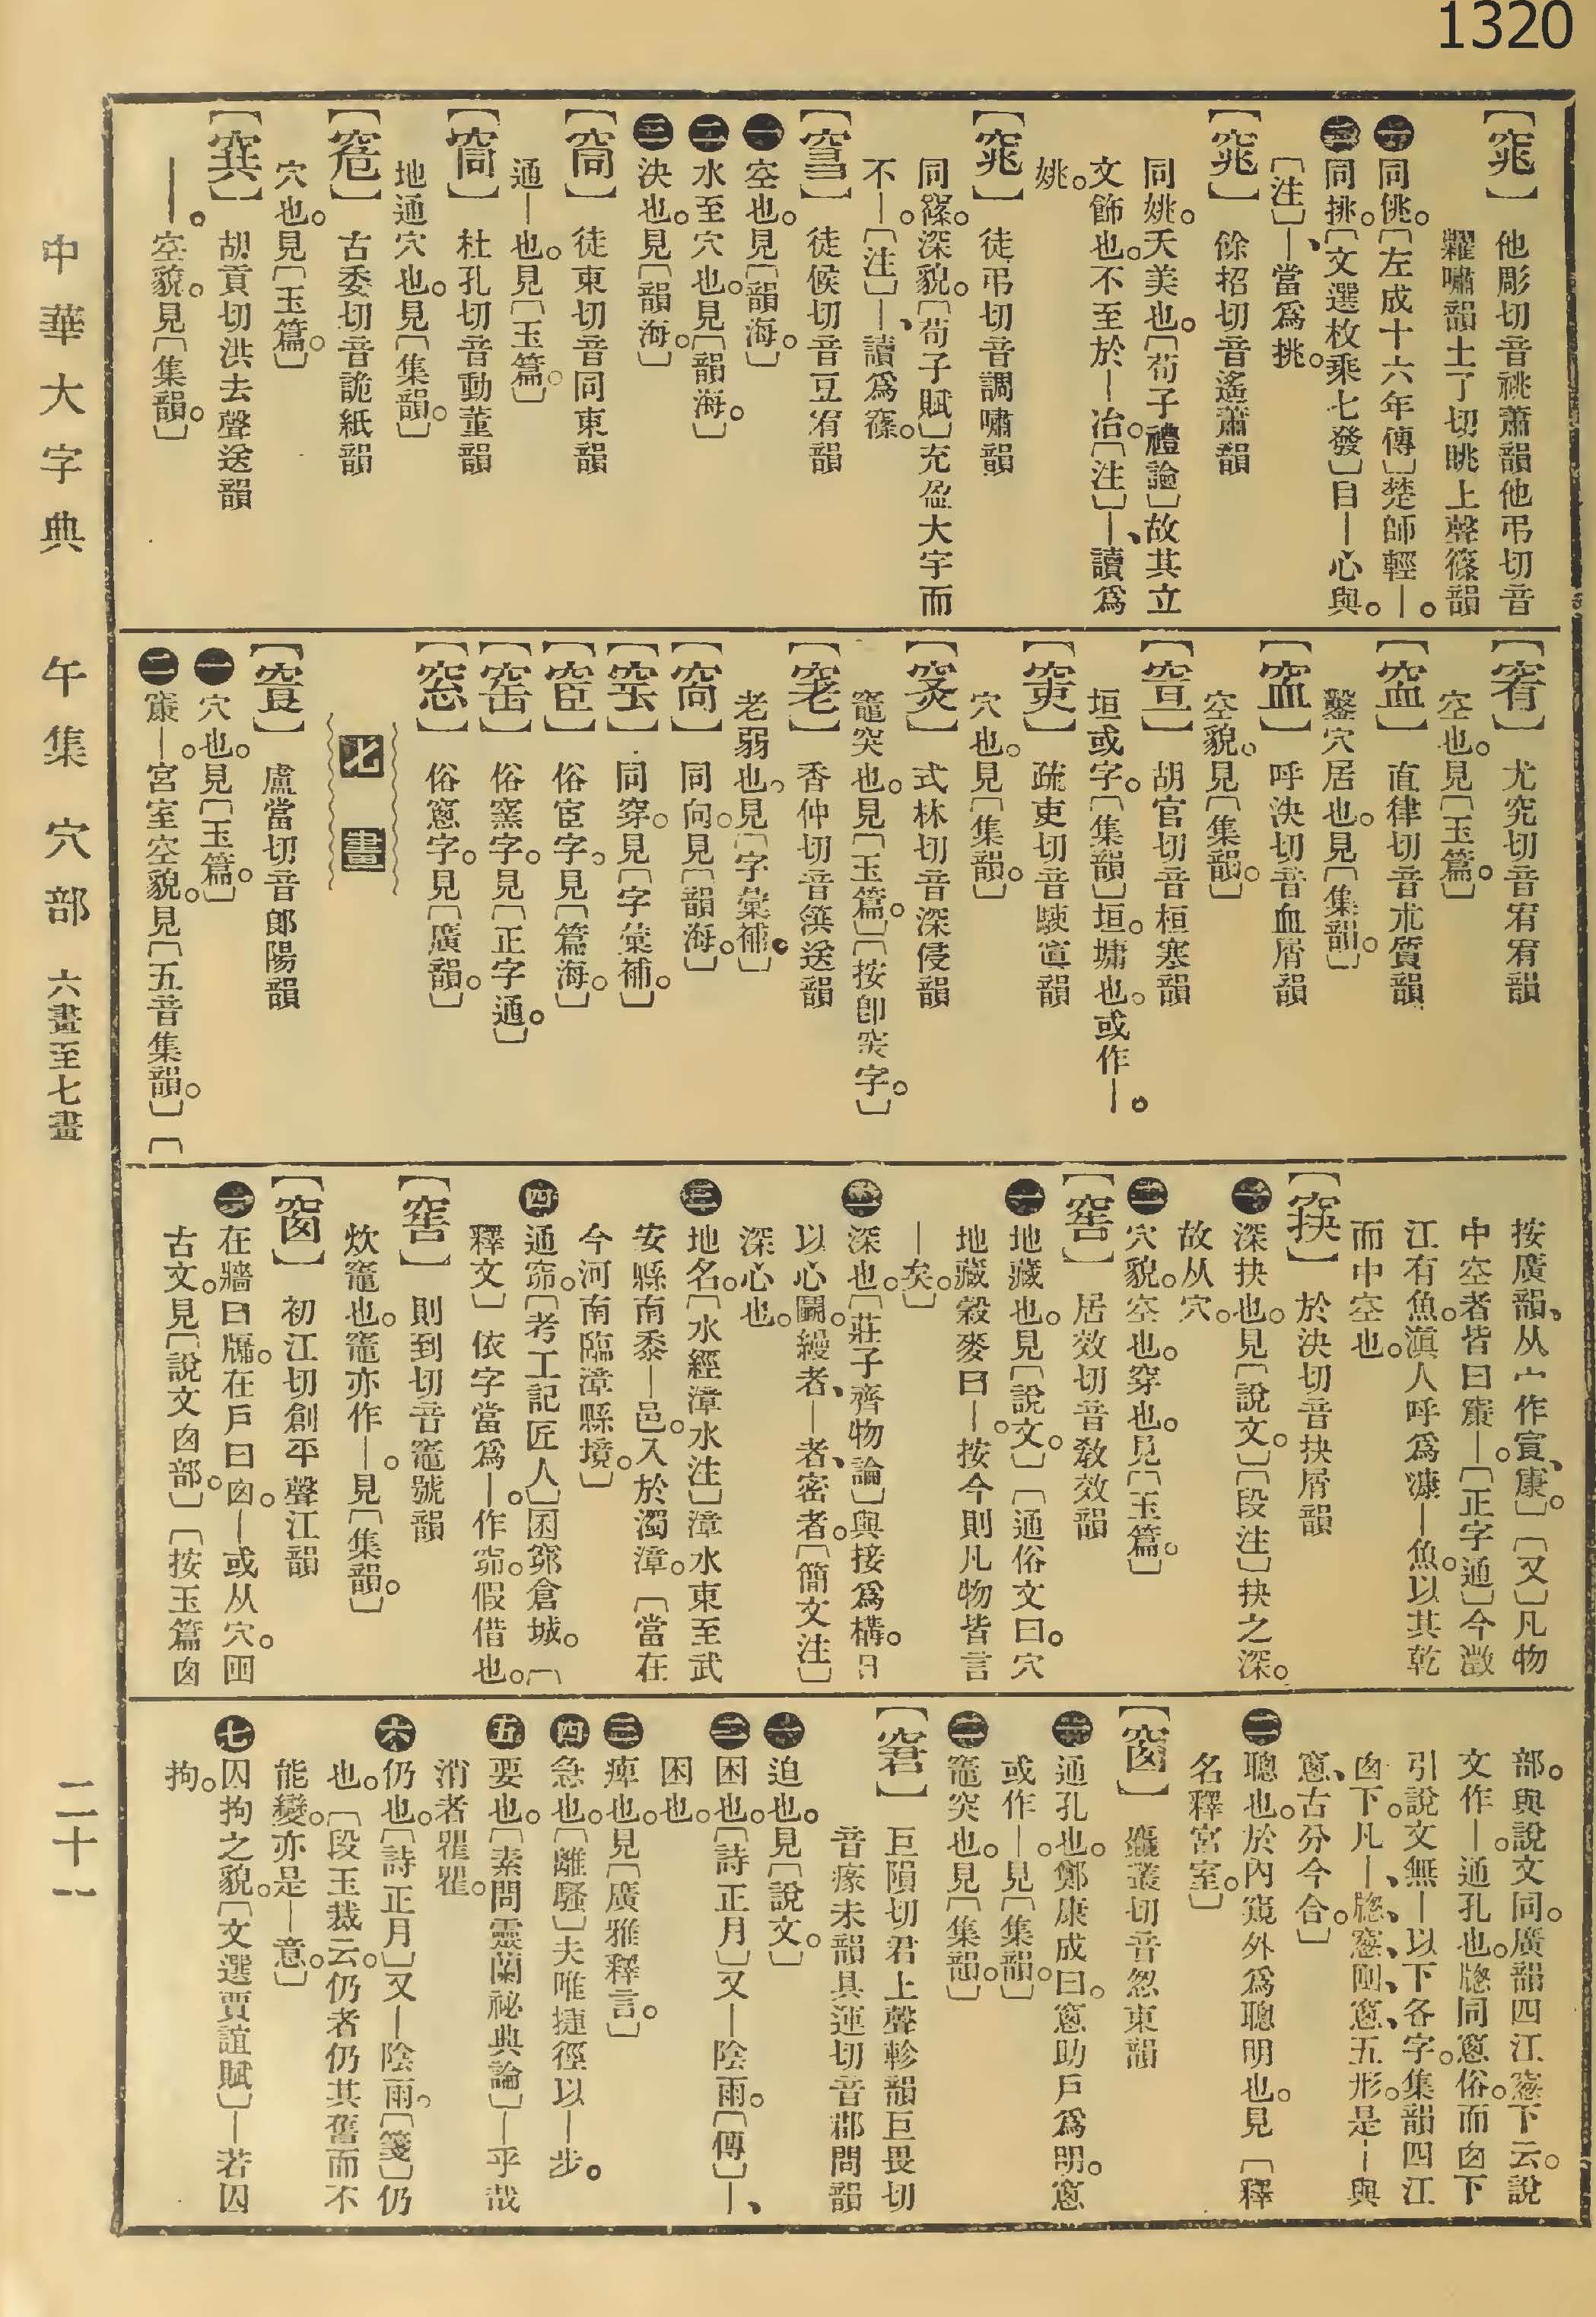 1320
【窕】他彫切音祧蕭韻他弔切音
糶嘯韻土了切眺上聲篠韻
㊀同佻。〔左成十六年傳〕楚師輕—。
㊁同挑。〔文選枚乘七發〕目—心與。
〔注〕—、當爲挑。
【窕】餘招切音遙蕭韻
同姚。夭美也。〔荀子禮論〕故其立
文飾也。不至於—冶。〔注〕—、讀爲
姚。
【窕】徒弔切音調嘯韻
同窱。深貌。〔荀子賦〕充盈大宇而
不—。〔注〕—、讀爲窱。
徒候切音豆宥韻
㊀空也。見〔韻海。〕
㊁水至穴也。見〔韻海。〕
㊂決也。見〔韻海。〕
【筒】徒東切音同東韻
通—也。見〔玉篇。〕
杜孔切音動董韻
地通穴也。見〔集韻。〕
古委切音詭紙韻
穴也。見〔玉篇。〕
胡貢切洪去聲送韻
——。空貌。見〔集韻。〕
尤究切音宥宥韻
空也。見〔玉篇。〕
直律切音朮質韻
鑿穴居也。見〔集韻。〕
呼決切音血屑韻
空貌。見〔集韻。〕
胡官切音桓寒韻
垣或字。〔集韻〕垣。墉也。或作—。
疏吏切音駛寘韻
穴也。見〔集韻。〕
式林切音深侵韻
竈突也。見〔玉篇。〕〔按卽突字。〕
香仲切音送韻
老弱也。見〔字彙補。〕
同向。見〔韻海。〕
同穿。見〔字彙補。〕
俗宧字。見〔篇海。〕
【窑】俗窯字。見〔正字通。〕
【窓】俗窻字。見〔廣韻。〕
七畫
【㝗】盧當切音郎陽韻
㊀穴也。見〔玉篇。〕
㊁—。宮室空貌。見〔五音集韻。〕〔
按廣韻、从宀作㝗、康。〕〔又〕凡物
中空者皆曰—。〔正字通〕今澂
江有魚。滇人呼爲—魚。以其乾
而中空也。
【窫】於決切音抉屑韻
㊀深抉也。見〔說文。〕〔段注〕抉之深。
故从穴。
㊁穴貌。空也。穿也。見〔玉篇。〕
【窖】居效切音敎效韻
㊀地藏也。見〔說文。〕〔通俗文曰。穴
地藏穀麥曰—。按今則凡物皆言
—矣。〕
㊁深也。〔莊子齊物論〕與接爲構。日
以心鬭。縵者、—者、密者。〔簡文注〕
深心也。
㊂地名。〔水經漳水注〕漳水東至武
安縣南黍—邑。入於濁漳。〔當在
今河南臨漳縣境。〕
㊃通窌。〔考工記匠人〕囷窌倉城。〔
釋文〕依字當爲—。作窌。假借也。
【窖】則到切音竈號韻
炊竈也。竈亦作—。見〔集韻。〕
【窗】初江切創平聲江韻
㊀在牆曰牖。在戶曰囪。—或从穴。囬
古文。見〔說文囪部。〕〔按玉篇囪
部。與說文同。廣韻四江窻下云。說
文作—。通孔也。牎同窻。俗。而囪下
引說文無—。以下各字。集韻四江
囪下。凡—、牎、窻、囬、窻、五形。是—與
窻、古分今合。〕
㊁聰也。於內窺外爲聰明也。見〔釋
名釋宮室。〕
【窗】麤叢切音怱東韻
㊀通孔也。鄭康成曰。窻助戶爲明。窻
或作—。見〔集韻。〕
㊁竈突也。見〔集韻。〕
【窘】巨隕切君上聲軫韻巨畏切
音㾯未韻具運切音郡問韻
㊀迫也。見〔說文。〕
㊁困也。〔詩正月〕又—陰雨。〔傳〕—、
困也。
㊂痺也。見〔廣雅釋言。〕
㊃急也。〔離騷〕夫唯捷徑以—步。
㊄要也。〔素問靈蘭祕典論〕—乎哉
消者瞿瞿。
㊅仍也。〔詩正月〕又—陰雨。〔箋〕仍
也。〔段玉裁云。仍者仍其舊而不
能變。亦是—意。〕
㊆囚拘之貌。〔文選賈誼賦〕—若囚
拘。
中華大字典 午集 穴部 六畫至七畫
二十一